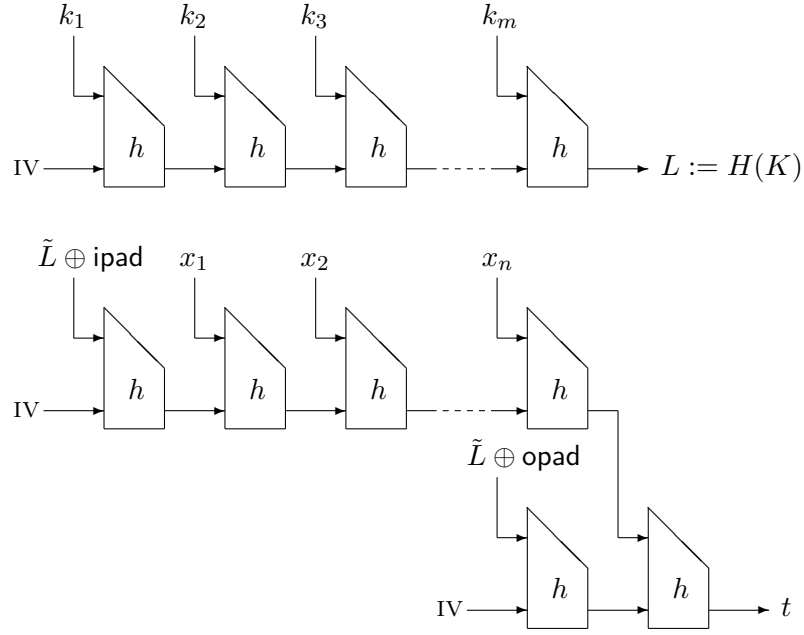 k₁ k₂ k₃ kₘ
h h h h
IV L := H(K)
L̃ ⊕ ipad x₁ x₂ xₙ
h h h h
IV
L̃ ⊕ opad
h h
IV t